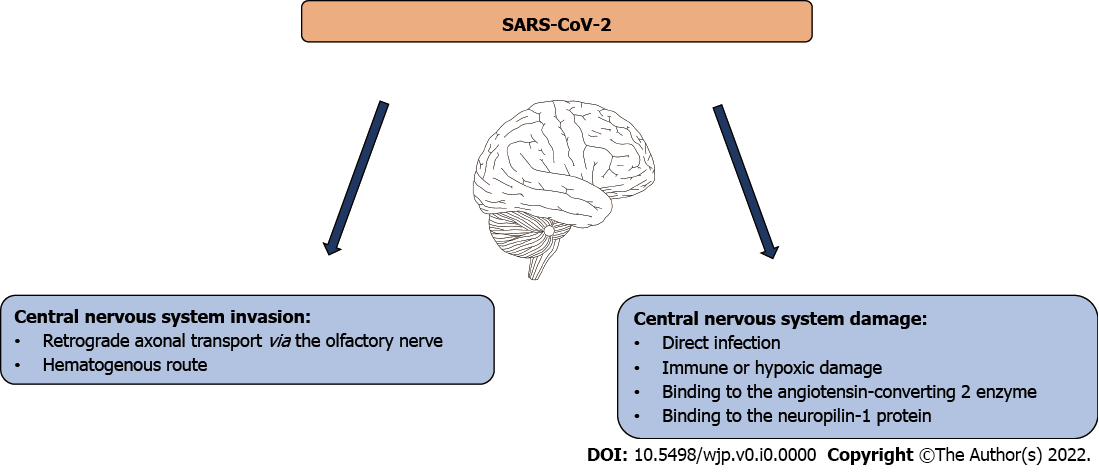 SARS-CoV-2
Central nervous system invasion:
• Retrograde axonal transport via the olfactory nerve
• Hematogenous route
Central nervous system damage:
• Direct infection
• Immune or hypoxic damage
• Binding to the angiotensin-converting 2 enzyme
• Binding to the neuropilin-1 protein
DOI: 10.5498/wjp.v0.i0.0000 Copyright ©The Author(s) 2022.